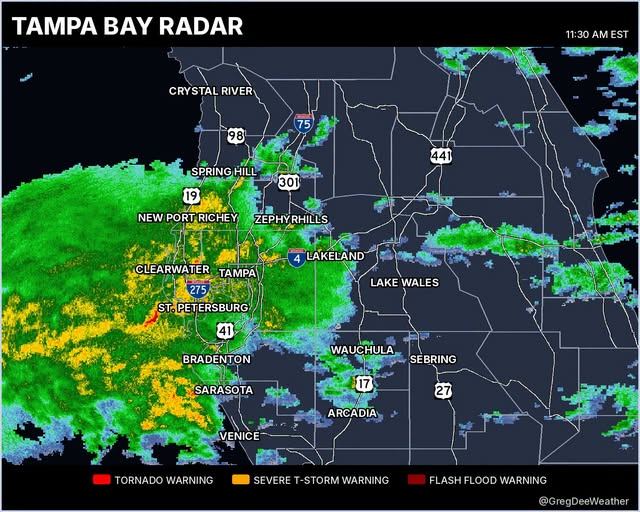 TAMPA BAY RADAR
11:30 AM EST
CRYSTAL RIVER
75
98
441
SPRING HILL
301
19
NEW PORT RICHEY
ZEPHYRHILLS
4
LAKELAND
CLEARWATER
TAMPA
LAKE WALES
275
ST. PETERSBURG
41
WAUCHULA
BRADENTON
SEBRING
17
27
SARASOTA
ARCADIA
VENICE
TORNADO WARNING
SEVERE T-STORM WARNING
FLASH FLOOD WARNING
@GregDeeWeather